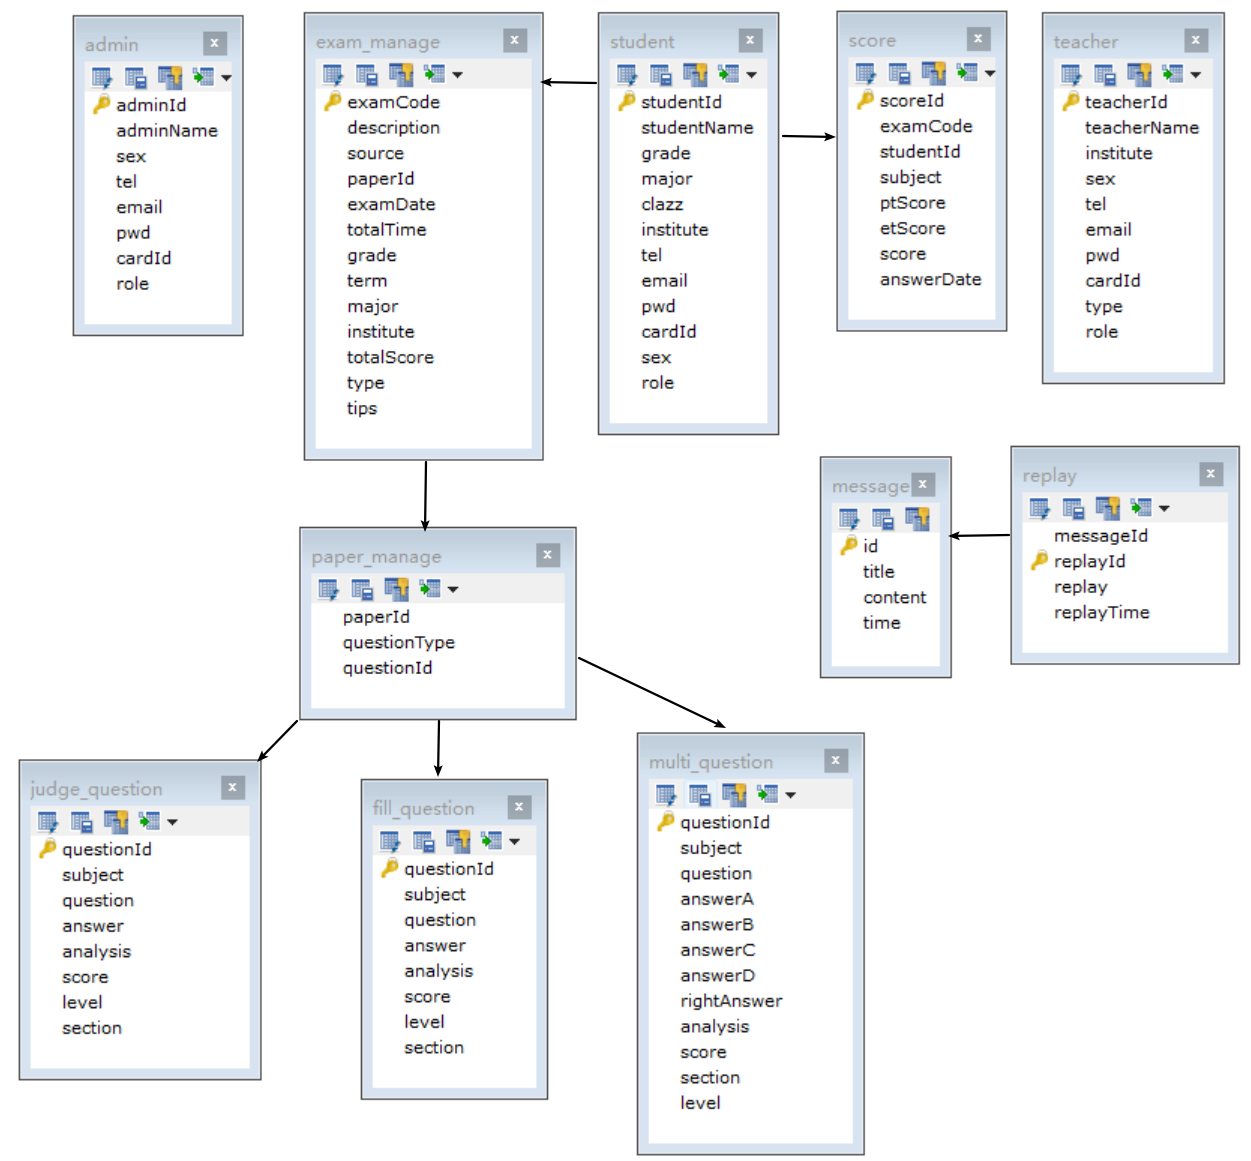 admin
adminId
adminName
sex
tel
email
pwd
cardId
role
exam_manage
examCode
description
source
paperId
examDate
totalTime
grade
term
major
institute
totalScore
type
tips
student
studentId
studentName
grade
major
clazz
institute
tel
email
pwd
cardId
sex
role
score
scoreId
examCode
studentId
subject
ptScore
etScore
score
answerDate
teacher
teacherId
teacherName
institute
sex
tel
email
pwd
cardId
type
role
message
id
title
content
time
replay
messageId
replayId
replay
replayTime
paper_manage
paperId
questionType
questionId
judge_question
questionId
subject
question
answer
analysis
score
level
section
fill_question
questionId
subject
question
answer
analysis
score
level
section
multi_question
questionId
subject
question
answerA
answerB
answerC
answerD
rightAnswer
analysis
score
section
level